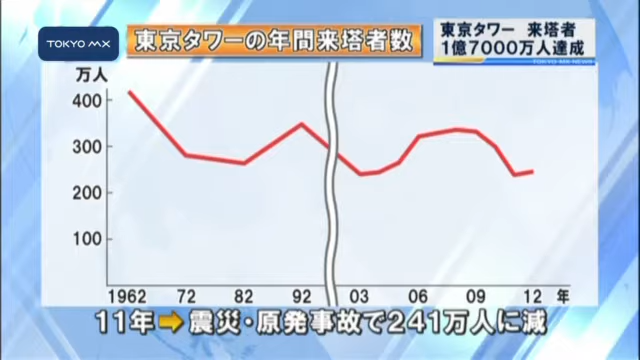 TOKYO MX
東京タワーの年間来塔者数
東京タワー 来塔者
1億7000万人達成
TOKYO MX NEWS
万人
400
300
200
100
1962 72 82 92 03 06 09 12 年
11年➡震災・原発事故で241万人に減